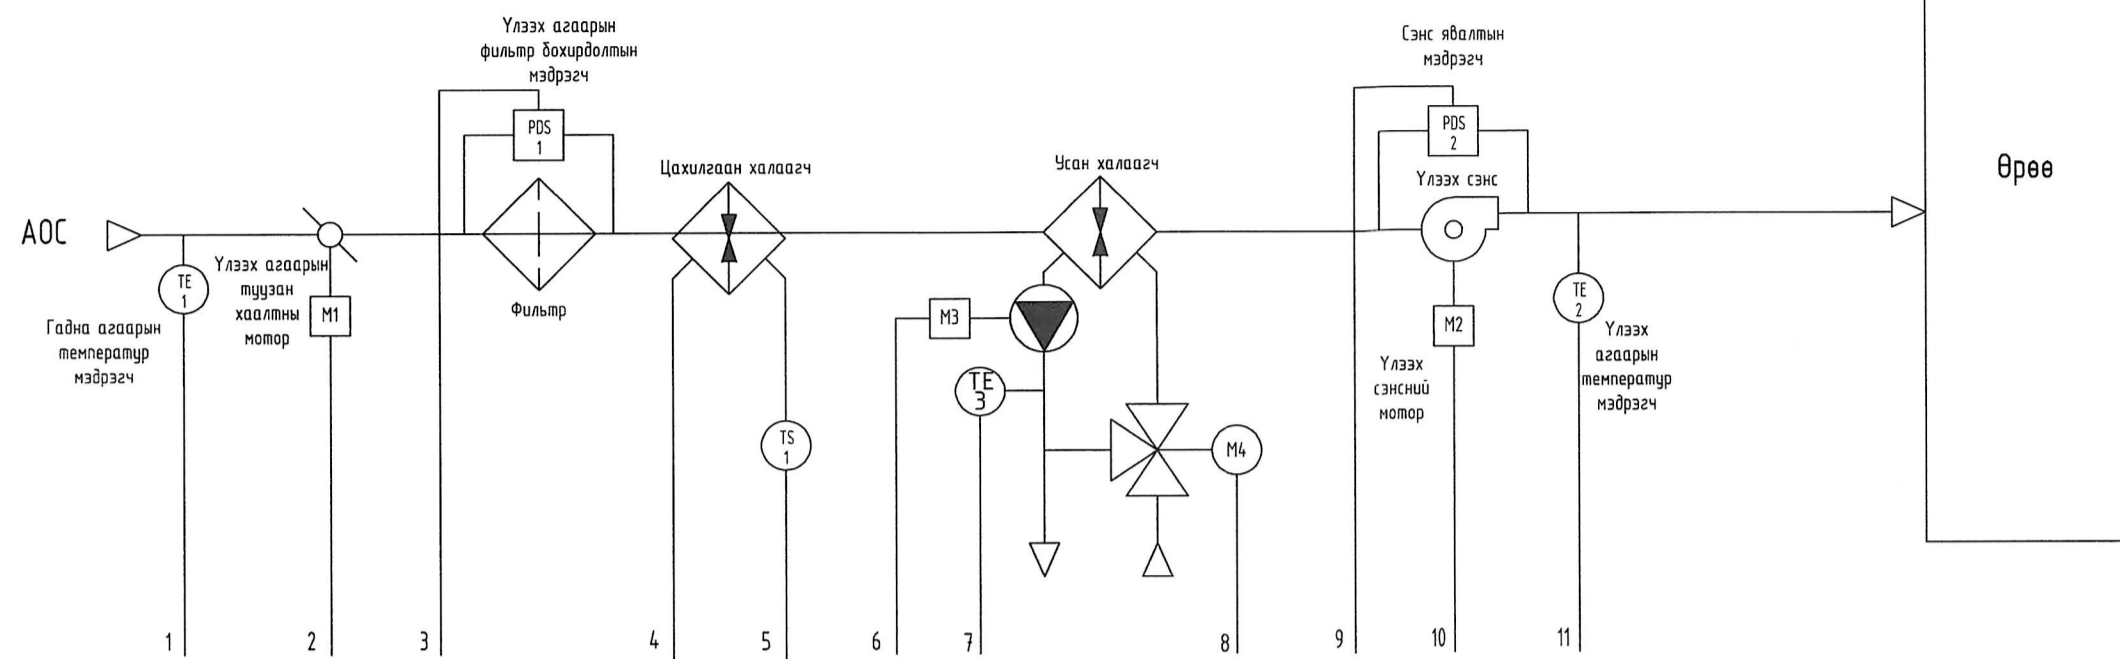 Үлээх агаарын
фильтр бохирдолтын
мэдрэгч
PDS
1
Сэнс явалтын
мэдрэгч
PDS
2
Цахилгаан халаагч
Усан халаагч
Үлээх сэнс
Өрөө
АОС
TE
1
Үлээх агаарын
туузан
хаалтны
мотор
M1
Фильтр
Гадна агаарын
температур
мэдрэгч
M3
TE
3
TS
1
M4
M2
Үлээх
сэнсний
мотор
TE
2
Үлээх
агаарын
температур
мэдрэгч
1
2
3
4
5
6
7
8
9
10
11